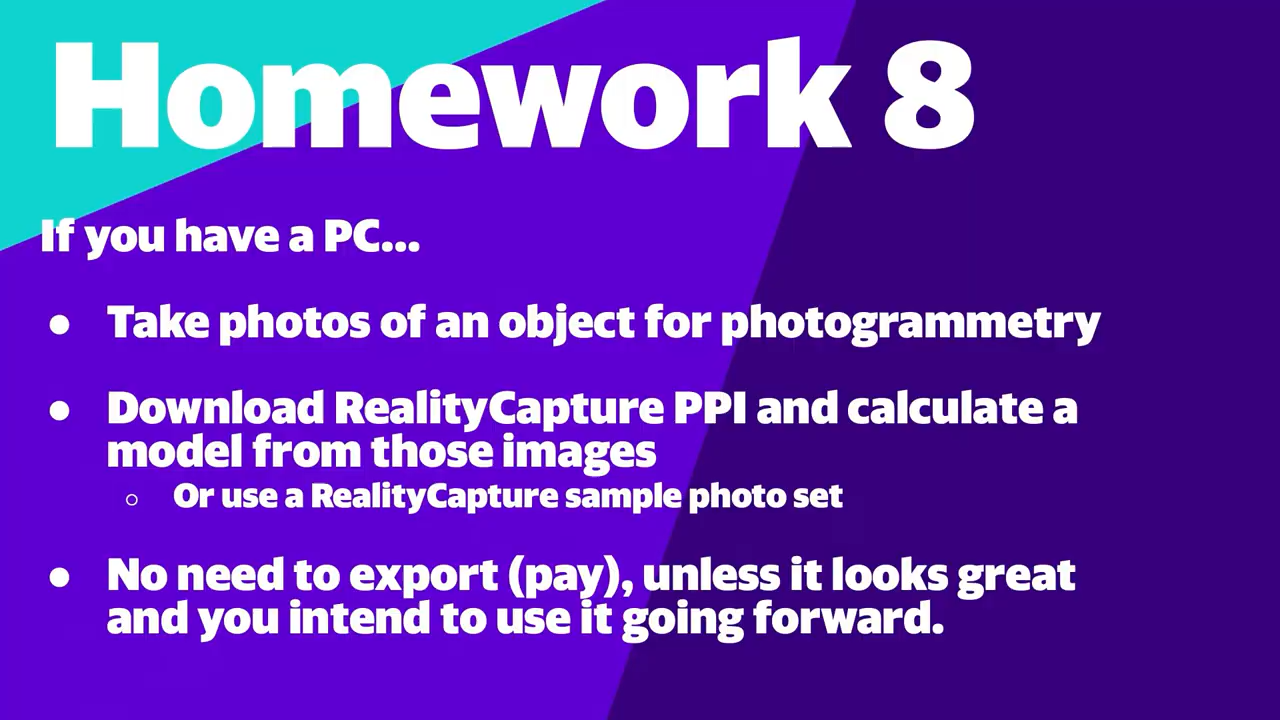 Homework 8
If you have a PC...
● Take photos of an object for photogrammetry
● Download RealityCapture PPI and calculate a
model from those images
○ Or use a RealityCapture sample photo set
● No need to export (pay), unless it looks great
and you intend to use it going forward.